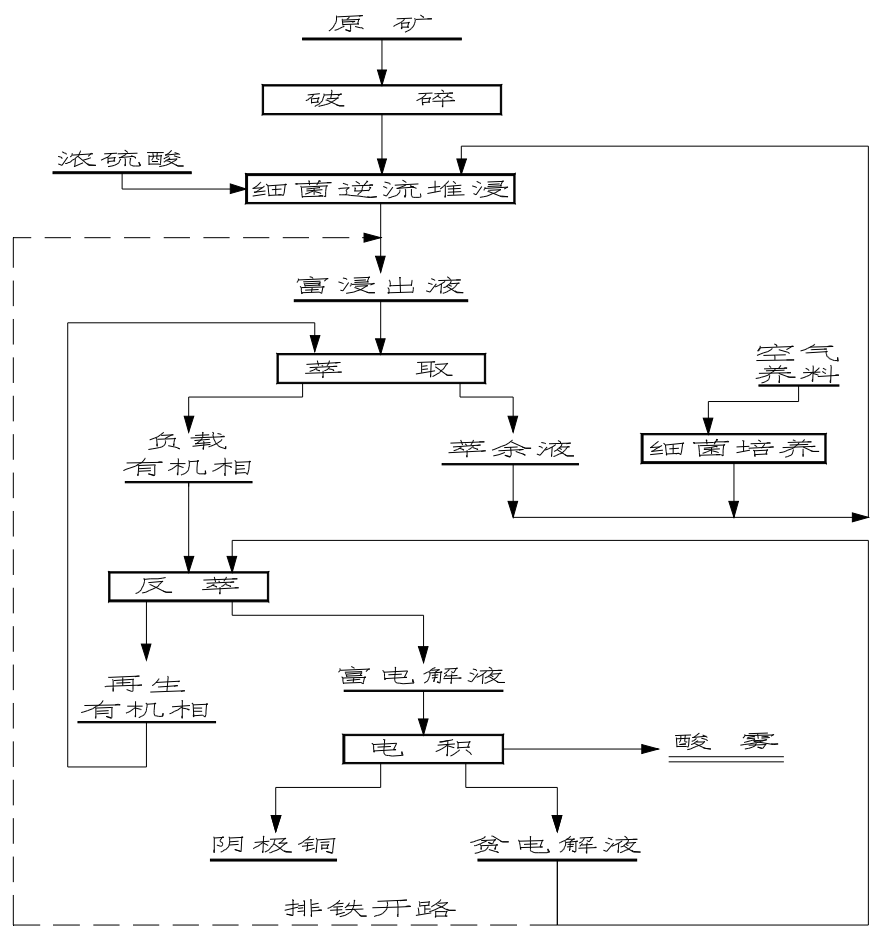 原矿
破碎
浓硫酸
细菌逆流堆浸
富浸出液
萃取
空气
养料
负载
有机相
萃余液
细菌培养
反萃
再生
有机相
富电解液
电积
酸雾
阴极铜
贫电解液
排铁开路